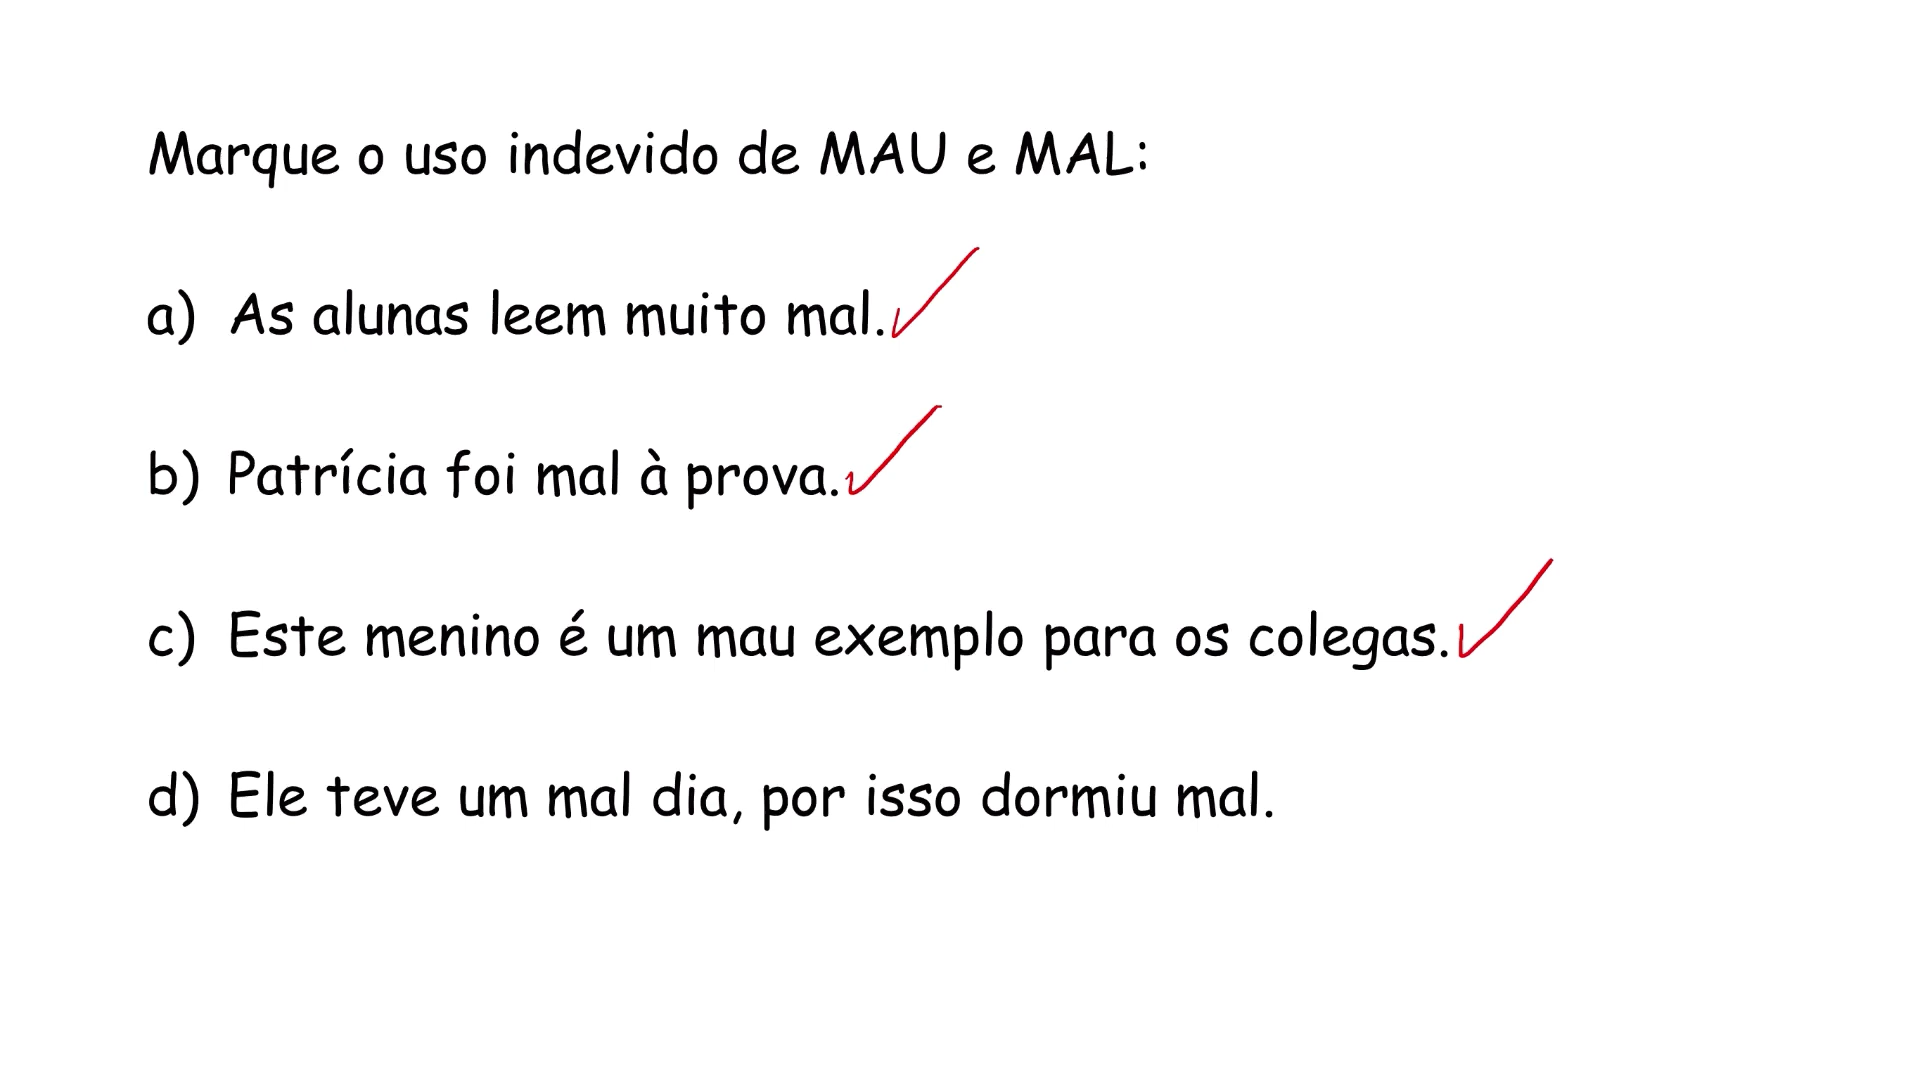 Marque o uso indevido de MAU e MAL:
a) As alunas leem muito mal.
b) Patrícia foi mal à prova.
c) Este menino é um mau exemplo para os colegas.
d) Ele teve um mal dia, por isso dormiu mal.